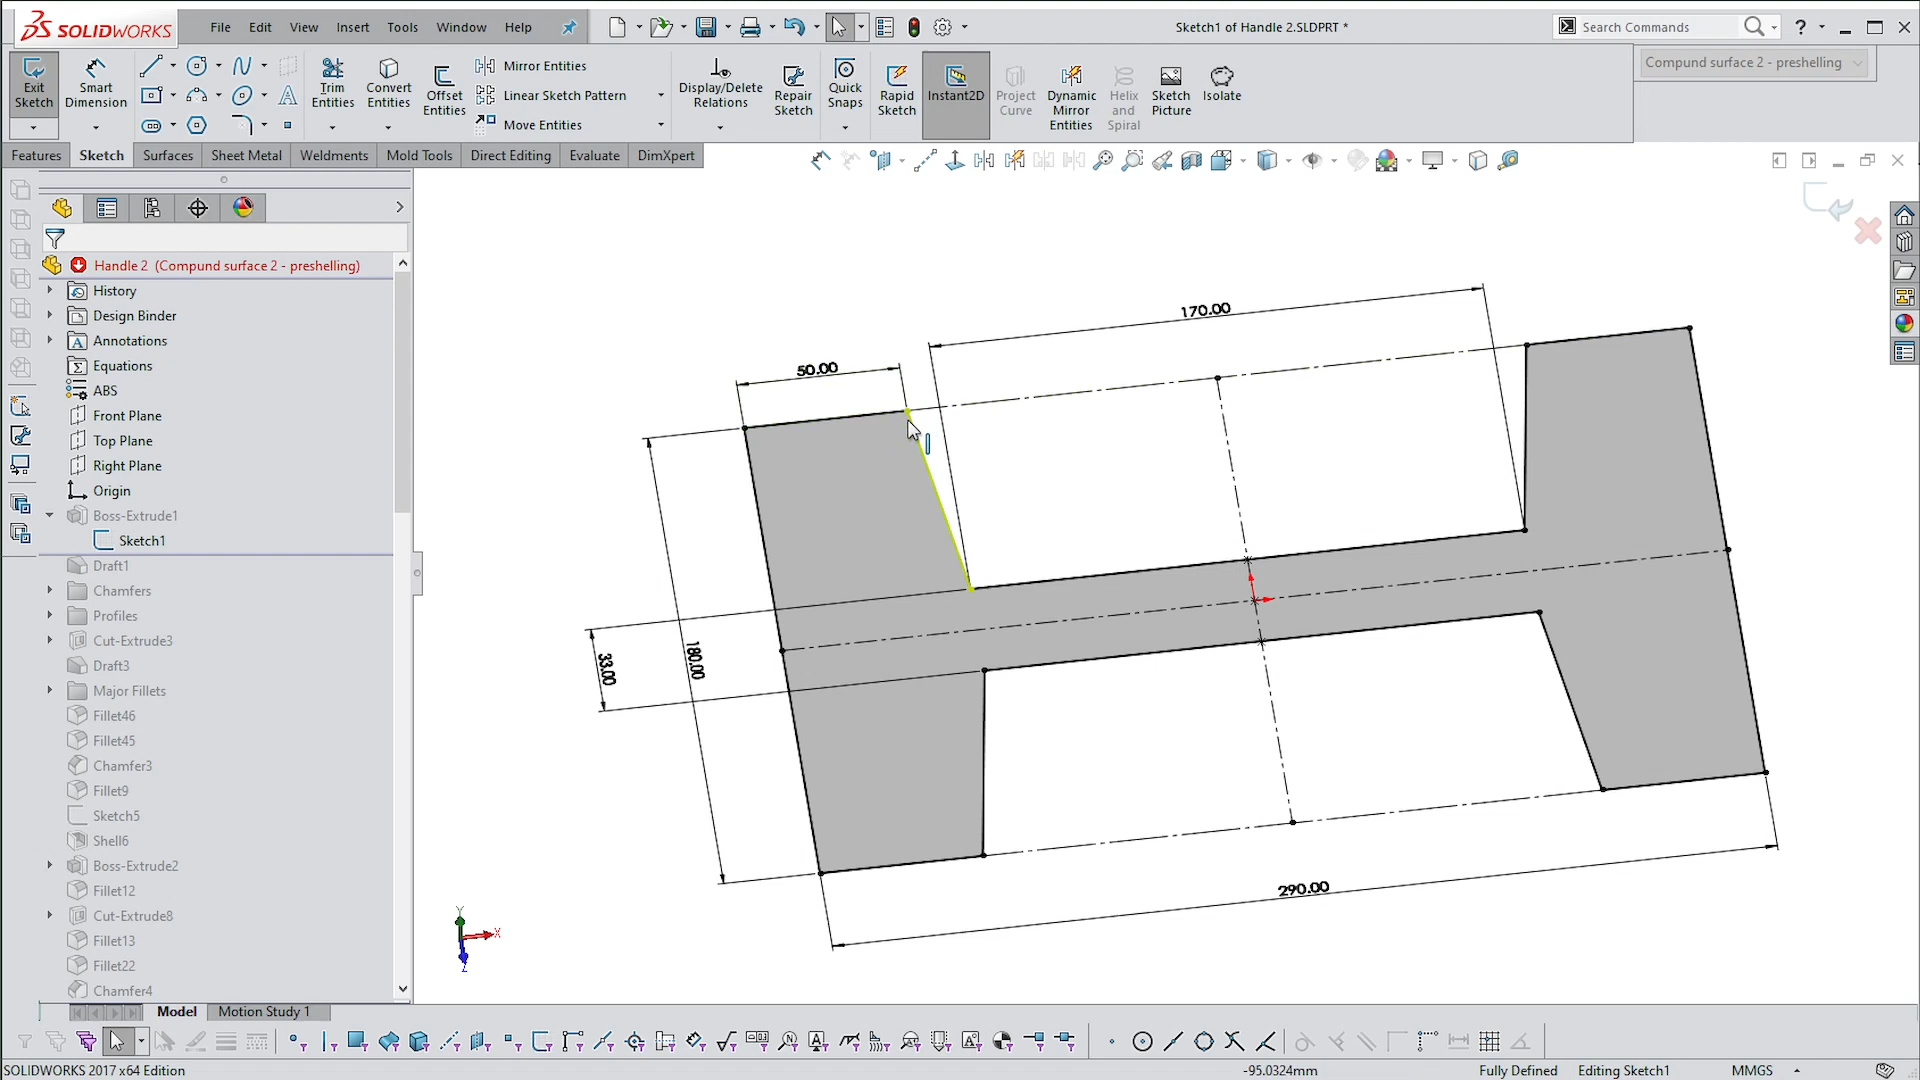 SOLIDWORKS
File Edit View Insert Tools Window Help
Sketch1 of Handle 2.SLDPRT *
Search Commands
?
Compund surface 2 - preshelling
Exit Sketch
Smart Dimension
Trim Entities
Convert Entities
Offset Entities
Mirror Entities
Linear Sketch Pattern
Move Entities
Display/Delete Relations
Repair Sketch
Quick Snaps
Rapid Sketch
Instant2D
Project Curve
Dynamic Mirror Entities
Helix and Spiral
Sketch Picture
Isolate
Features Sketch Surfaces Sheet Metal Weldments Mold Tools Direct Editing Evaluate DimXpert
Handle 2 (Compund surface 2 - preshelling)
History
Design Binder
Annotations
Equations
ABS
Front Plane
Top Plane
Right Plane
Origin
Boss-Extrude1
Sketch1
Draft1
Chamfers
Profiles
Cut-Extrude3
Draft3
Major Fillets
Fillet46
Fillet45
Chamfer3
Fillet9
Sketch5
Shell6
Boss-Extrude2
Fillet12
Cut-Extrude8
Fillet13
Fillet22
Chamfer4
170.00
50.00
33.00
180.00
290.00
Y
X
Z
Model Motion Study 1
SOLIDWORKS 2017 x64 Edition
-95.0324mm
Fully Defined
Editing Sketch1
MMGS